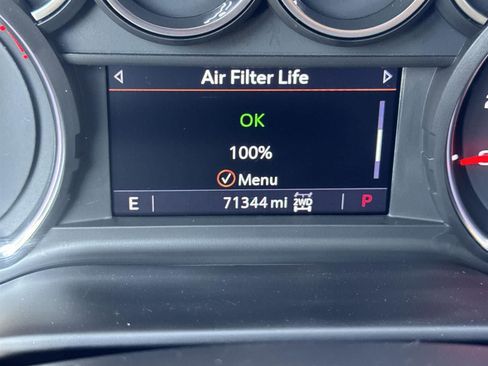 Air Filter Life
OK
100%
Menu
E 71344 mi 2WD P